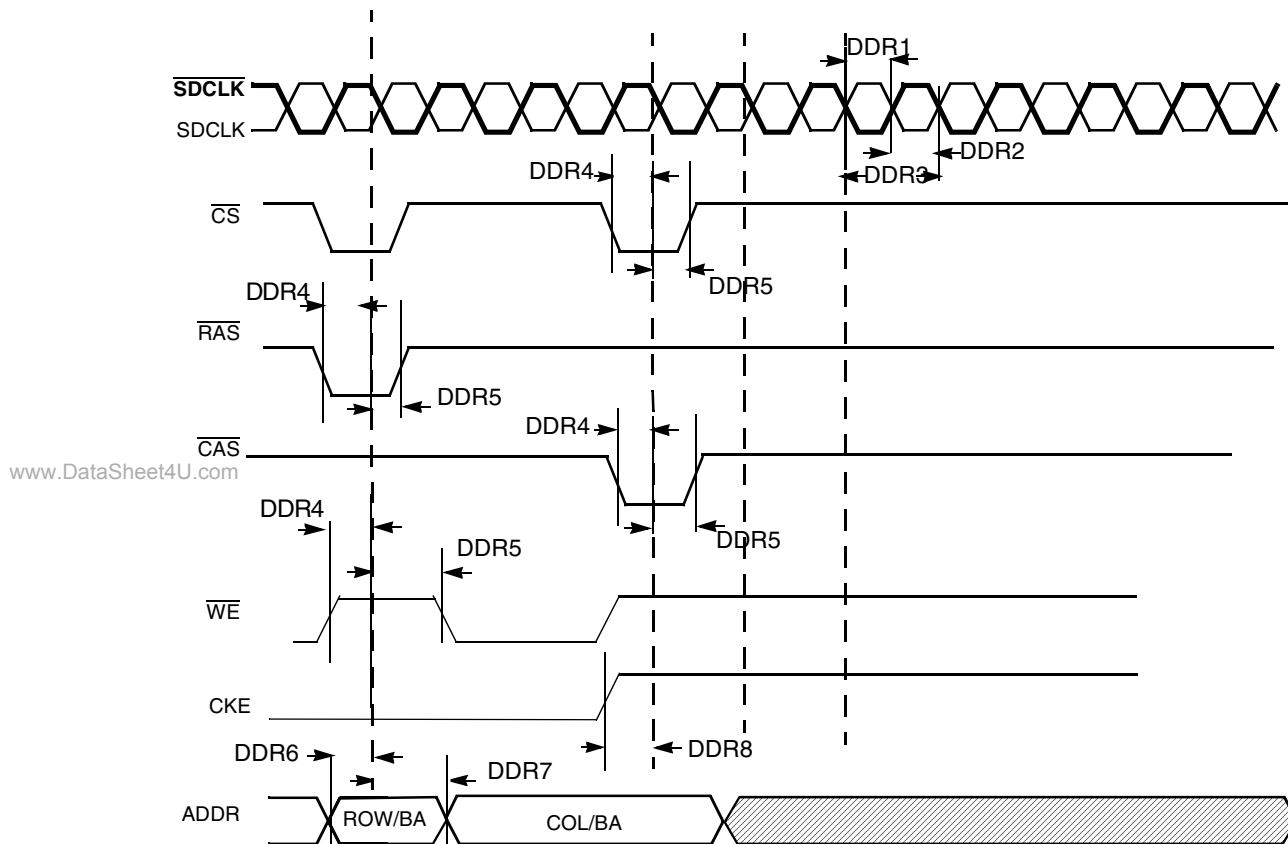 DDR1
SDCLK
SDCLK
DDR2
DDR4
DDR3
CS
DDR5
DDR4
RAS
DDR5
DDR4
CAS
www.DataSheet4U.com
DDR4
DDR5
DDR5
WE
CKE
DDR6
DDR8
DDR7
ADDR
ROW/BA
COL/BA